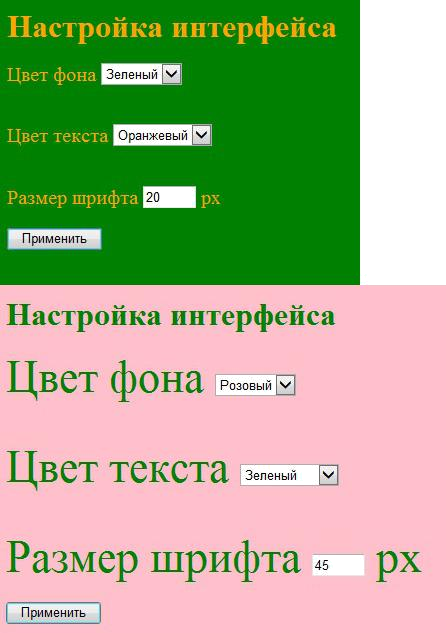 Настройка интерфейса
Цвет фона Зеленый
Цвет текста Оранжевый
Размер шрифта 20 px
Применить
Настройка интерфейса
Цвет фона Розовый
Цвет текста Зеленый
Размер шрифта 45 px
Применить